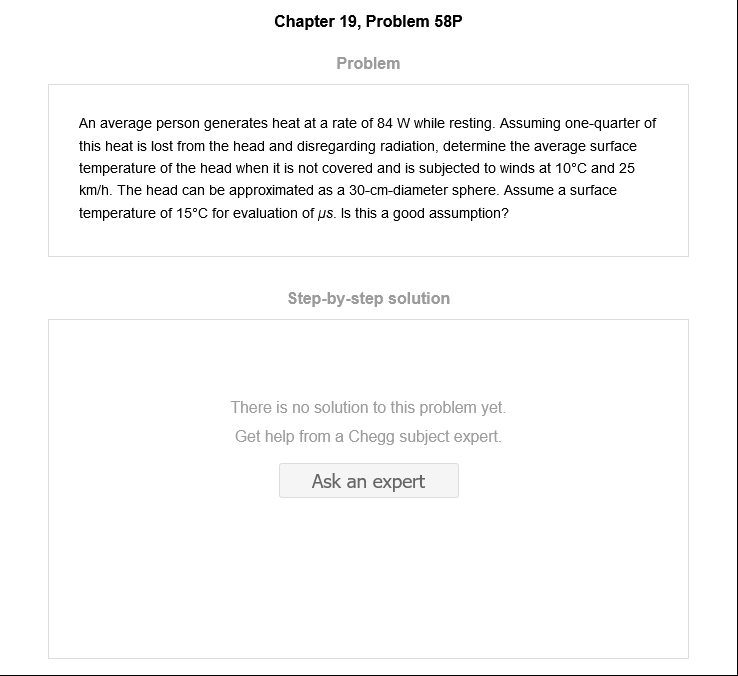 Chapter 19, Problem 58P
Problem
An average person generates heat at a rate of 84 W while resting. Assuming one-quarter of
this heat is lost from the head and disregarding radiation, determine the average surface
temperature of the head when it is not covered and is subjected to winds at 10°C and 25
km/h. The head can be approximated as a 30-cm-diameter sphere. Assume a surface
temperature of 15°C for evaluation of μs. Is this a good assumption?
Step-by-step solution
There is no solution to this problem yet.
Get help from a Chegg subject expert.
Ask an expert